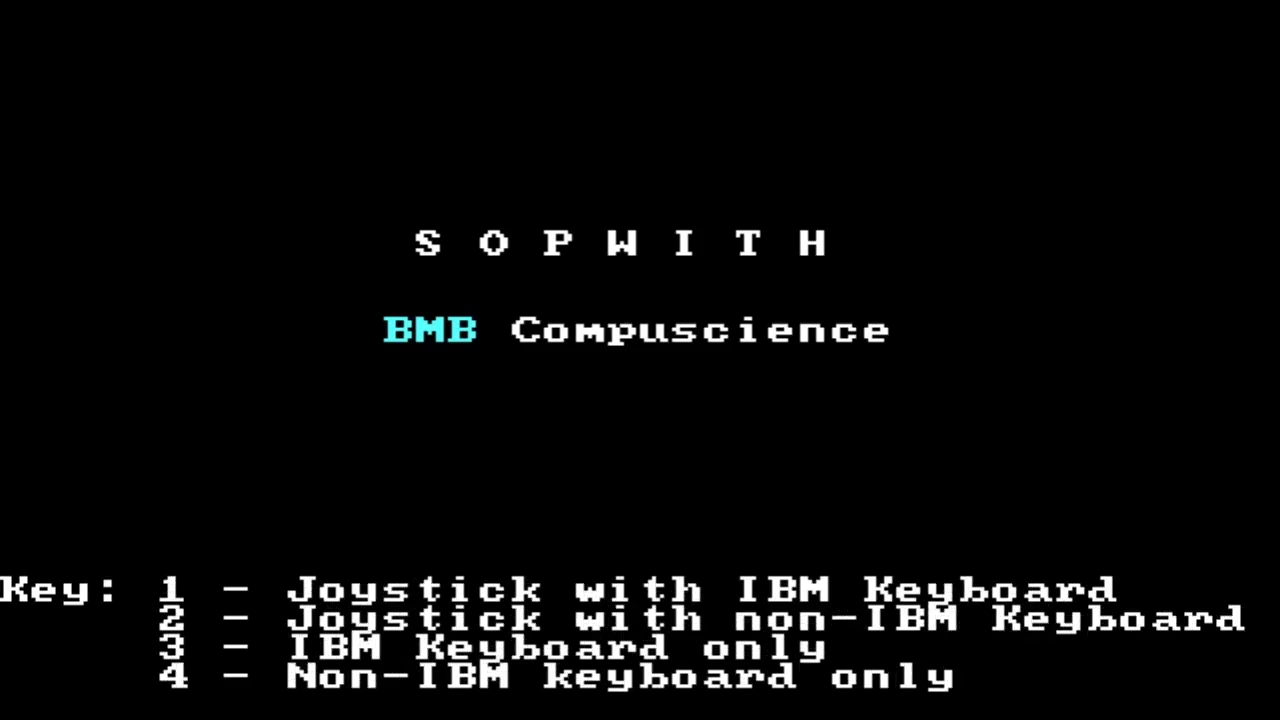 S O P W I T H
BMB Compuscience
Key: 1 - Joystick with IBM Keyboard
2 - Joystick with non-IBM Keyboard
3 - IBM Keyboard only
4 - Non-IBM keyboard only